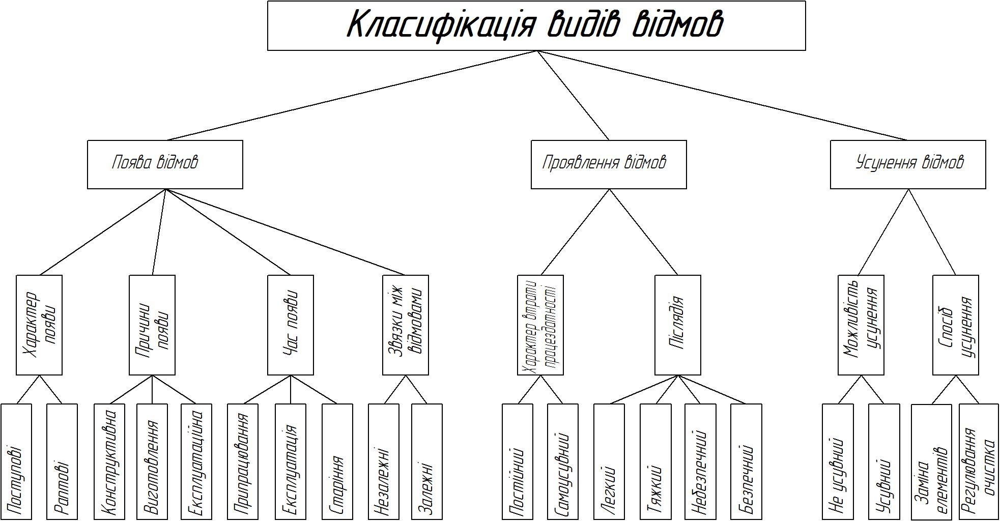 Класифікація видів відмов
Поява відмов
Проявлення відмов
Усунення відмов
Характер
появи
Причини
появи
Час появи
Звязки між
відмовами
Характер втрати
працездатності
Післядія
Можливість
усунення
Спосіб
усунення
Поступові
Раптові
Конструктивна
Виготовлення
Експлуатаційна
Припрацювання
Експлуатація
Старіння
Незалежні
Залежні
Постійний
Самоусувний
Легкий
Тяжкий
Небезпечний
Безпечний
Не усувний
Усувний
Заміна
елементів
Регулювання
очистка